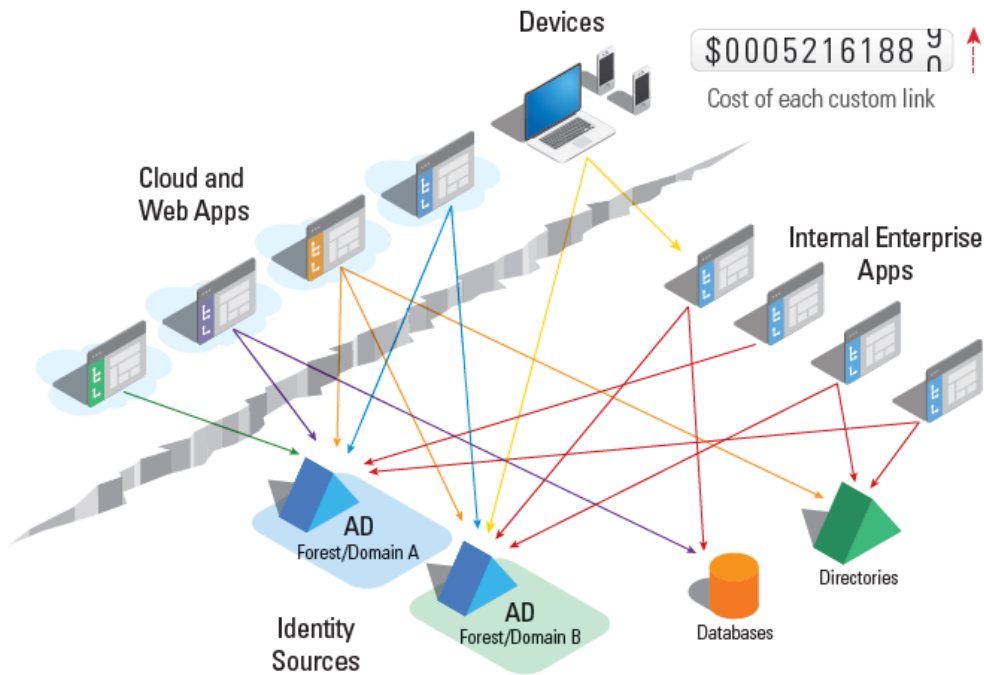 Devices
$0005216188
Cost of each custom link
Cloud and
Web Apps
Internal Enterprise
Apps
AD
Forest/Domain A
AD
Forest/Domain B
Directories
Databases
Identity
Sources